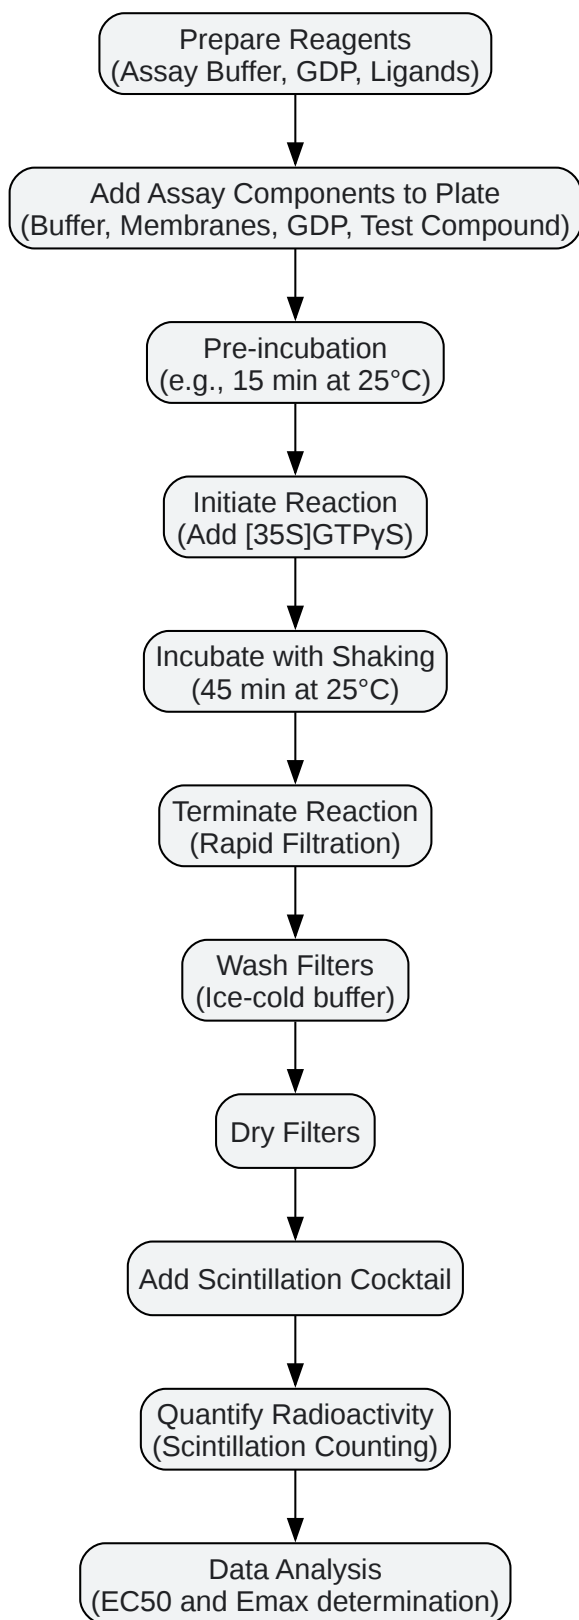 Prepare Reagents
(Assay Buffer, GDP, Ligands)
Add Assay Components to Plate
(Buffer, Membranes, GDP, Test Compound)
Pre-incubation
(e.g., 15 min at 25°C)
Initiate Reaction
(Add [35S]GTPγS)
Incubate with Shaking
(45 min at 25°C)
Terminate Reaction
(Rapid Filtration)
Wash Filters
(Ice-cold buffer)
Dry Filters
Add Scintillation Cocktail
Quantify Radioactivity
(Scintillation Counting)
Data Analysis
(EC50 and Emax determination)